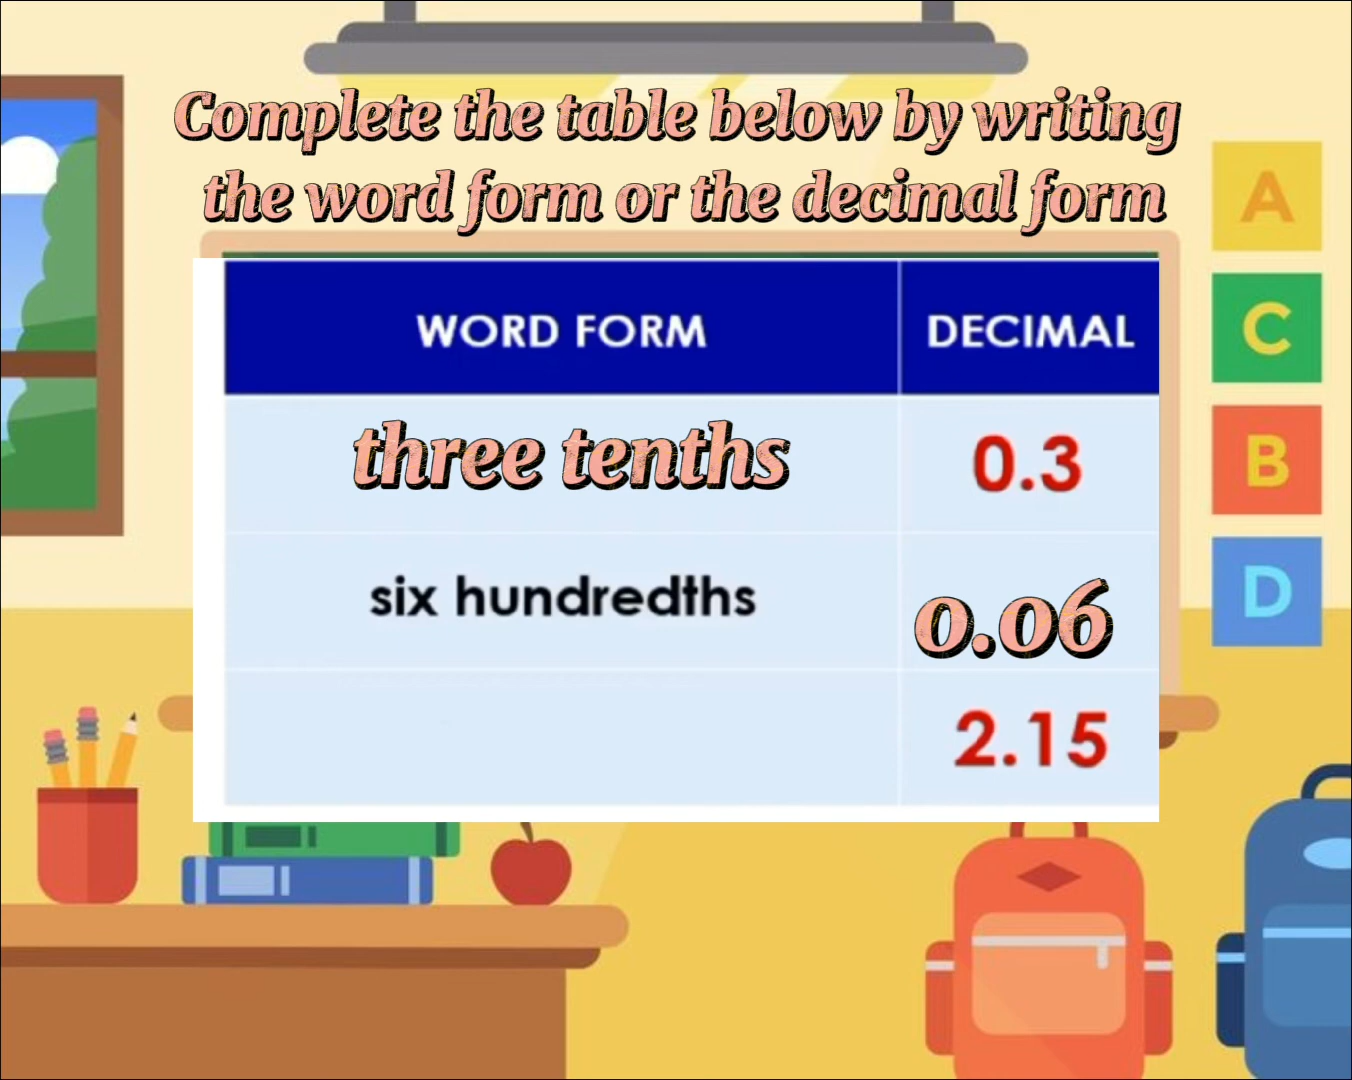 Complete the table below by writing
the word form or the decimal form
WORD FORM DECIMAL
three tenths 0.3
six hundredths 0.06
2.15
A
C
B
D